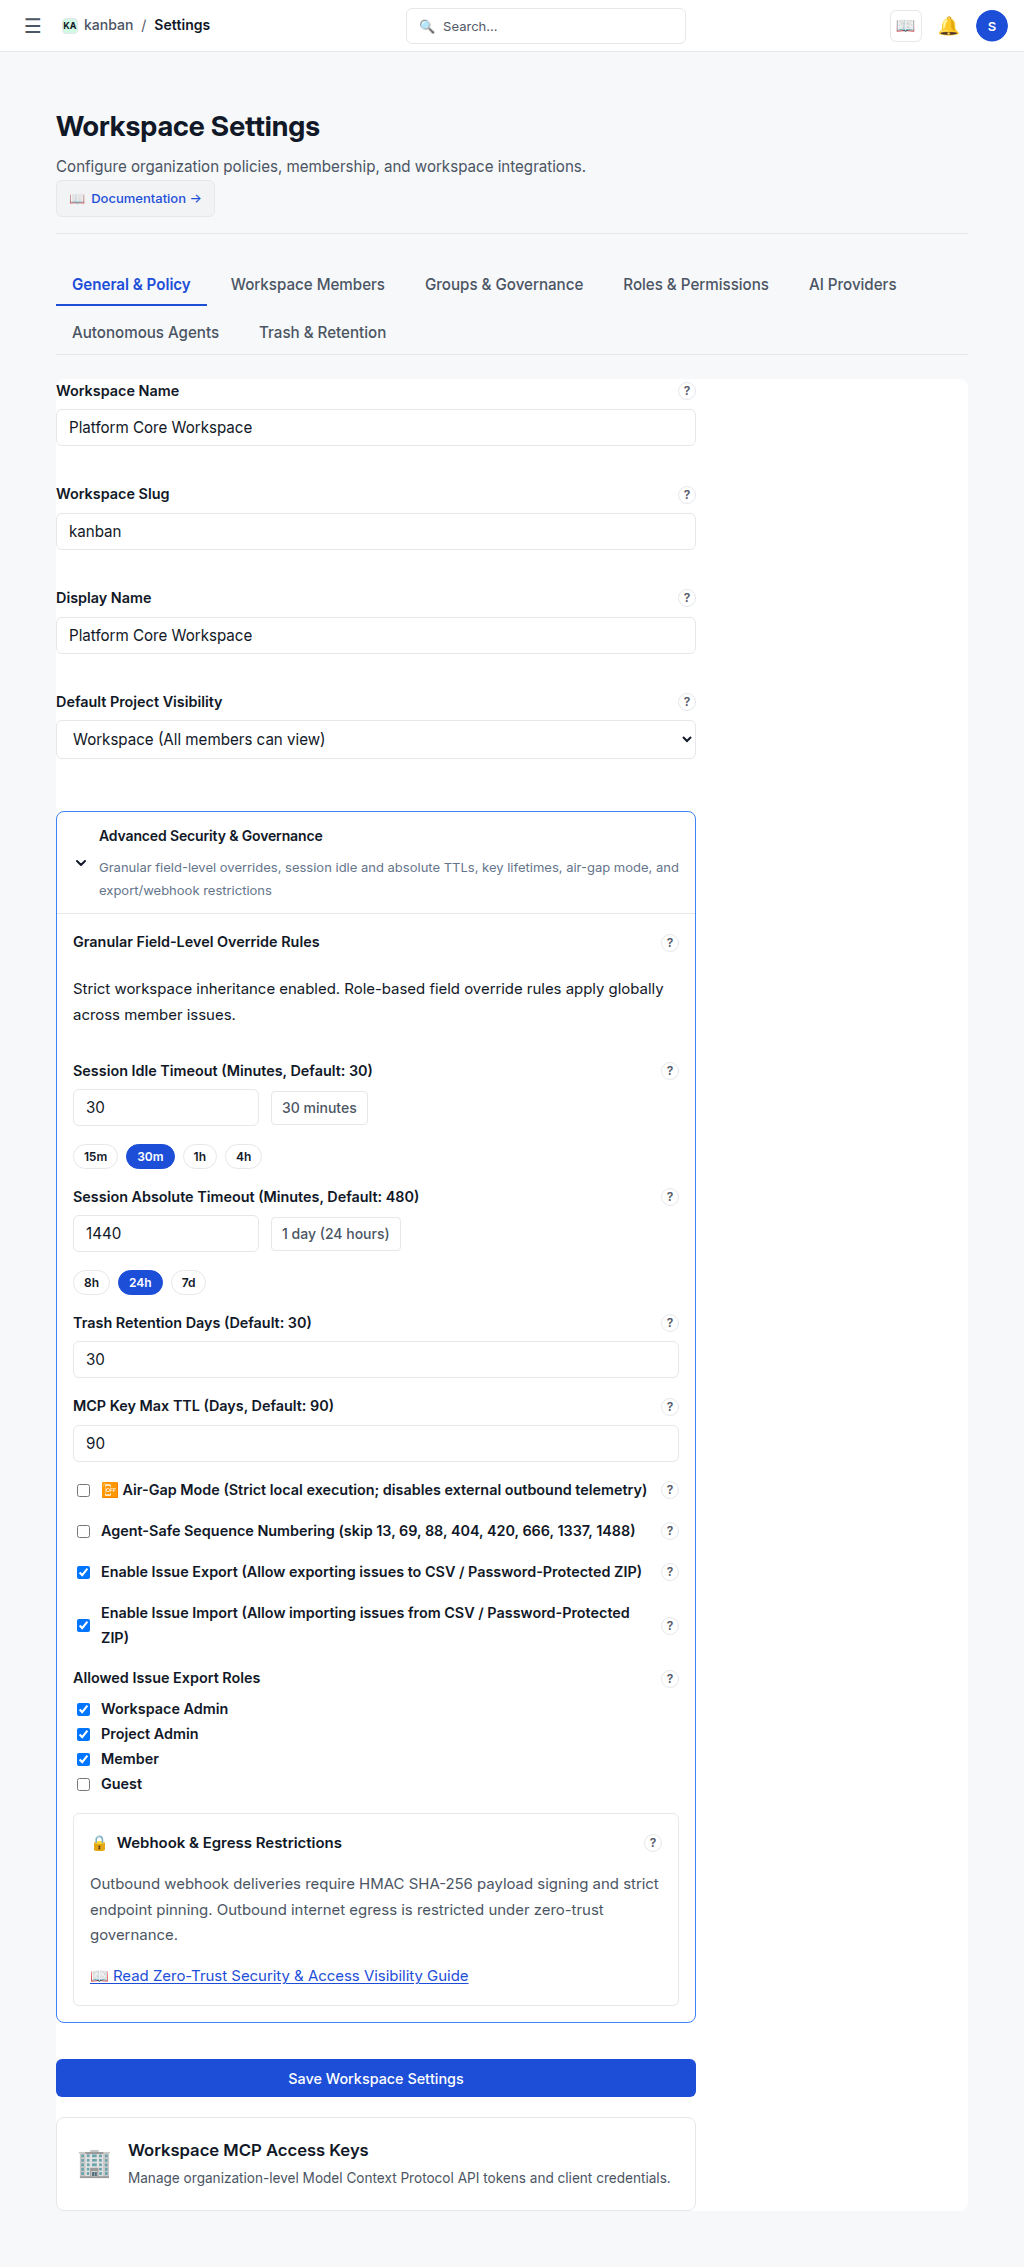 KA kanban / Settings
Search...
S
Workspace Settings
Configure organization policies, membership, and workspace integrations.
Documentation →
General & Policy
Workspace Members
Groups & Governance
Roles & Permissions
AI Providers
Autonomous Agents
Trash & Retention
Workspace Name ?
Platform Core Workspace
Workspace Slug ?
kanban
Display Name ?
Platform Core Workspace
Default Project Visibility ?
Workspace (All members can view)
Advanced Security & Governance
Granular field-level overrides, session idle and absolute TTLs, key lifetimes, air-gap mode, and
export/webhook restrictions
Granular Field-Level Override Rules ?
Strict workspace inheritance enabled. Role-based field override rules apply globally
across member issues.
Session Idle Timeout (Minutes, Default: 30) ?
30 30 minutes
15m 30m 1h 4h
Session Absolute Timeout (Minutes, Default: 480) ?
1440 1 day (24 hours)
8h 24h 7d
Trash Retention Days (Default: 30) ?
30
MCP Key Max TTL (Days, Default: 90) ?
90
Air-Gap Mode (Strict local execution; disables external outbound telemetry) ?
Agent-Safe Sequence Numbering (skip 13, 69, 88, 404, 420, 666, 1337, 1488) ?
Enable Issue Export (Allow exporting issues to CSV / Password-Protected ZIP) ?
Enable Issue Import (Allow importing issues from CSV / Password-Protected
ZIP) ?
Allowed Issue Export Roles ?
Workspace Admin
Project Admin
Member
Guest
Webhook & Egress Restrictions ?
Outbound webhook deliveries require HMAC SHA-256 payload signing and strict
endpoint pinning. Outbound internet egress is restricted under zero-trust
governance.
Read Zero-Trust Security & Access Visibility Guide
Save Workspace Settings
Workspace MCP Access Keys
Manage organization-level Model Context Protocol API tokens and client credentials.